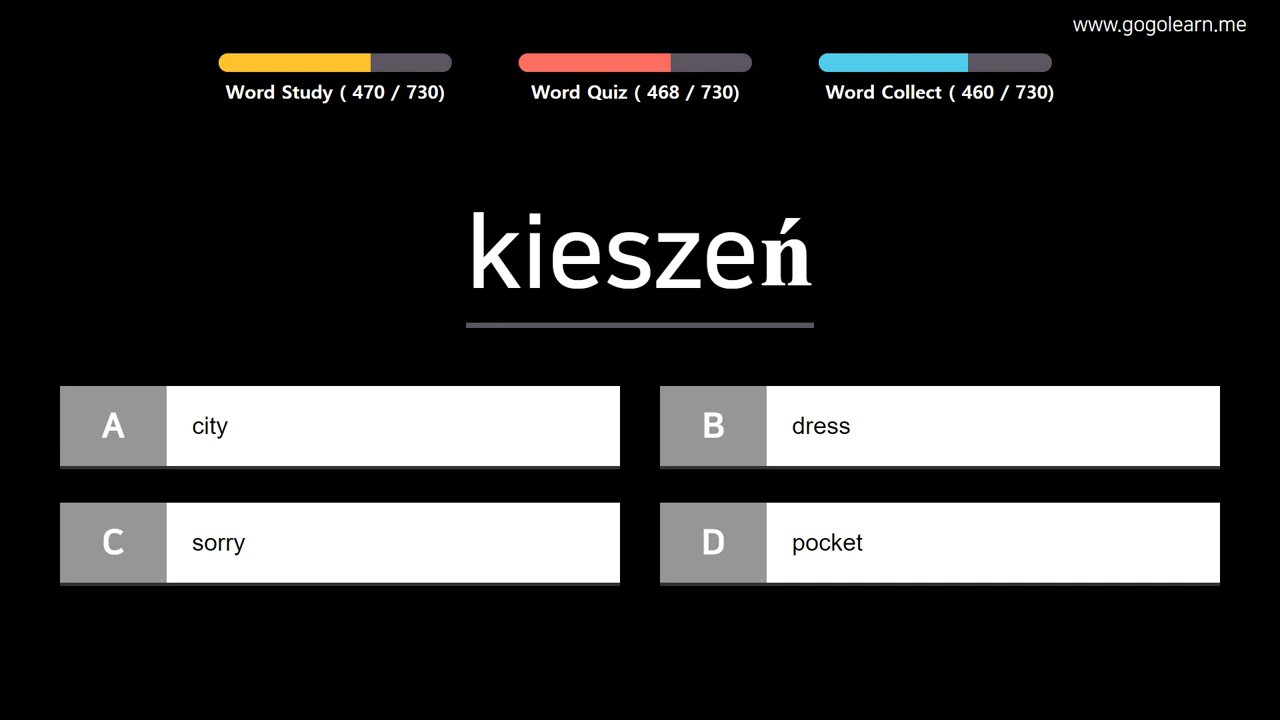 www.gogolearn.me
Word Study ( 470 / 730)
Word Quiz ( 468 / 730)
Word Collect ( 460 / 730)
kieszeń
A city
B dress
C sorry
D pocket